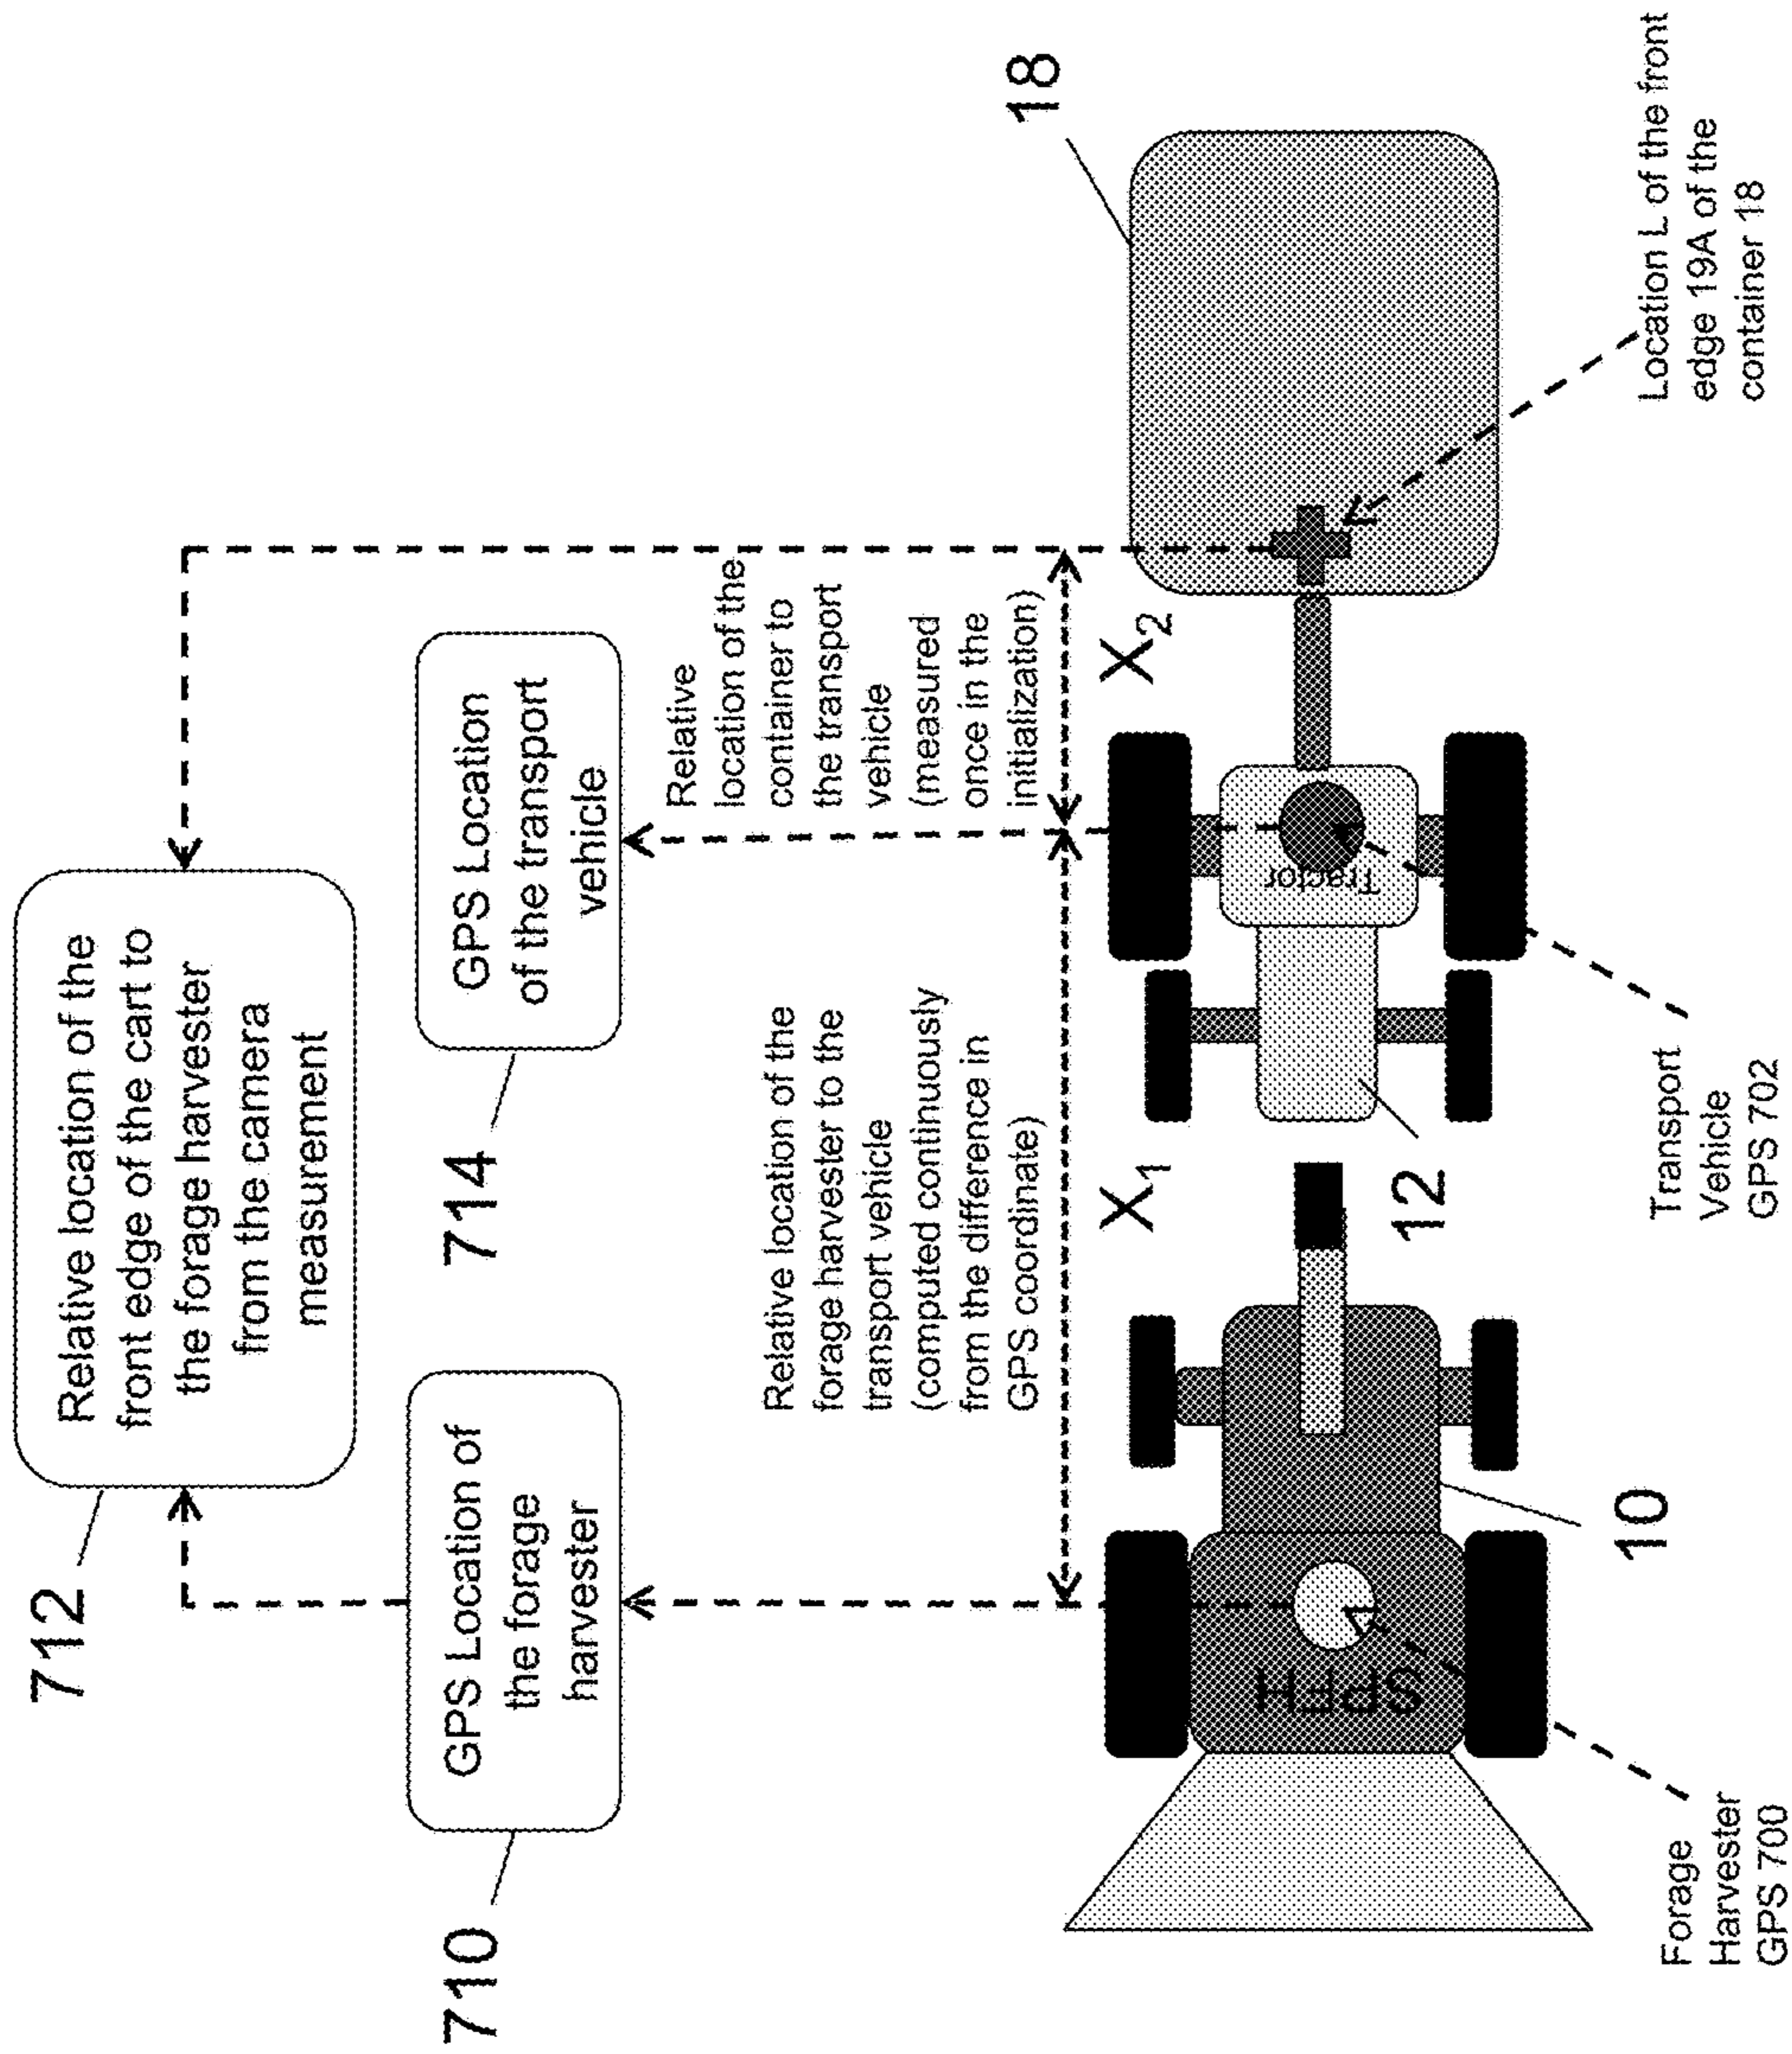 712
Relative location of the
front edge of the cart to
the forage harvester
from the camera
measurement
710
GPS Location of
the forage
harvester
714
GPS Location
of the transport
vehicle
Relative location of the
forage harvester to the
transport vehicle
(computed continuously
from the difference in
GPS coordinate)
Relative
location of the
container to
the transport
vehicle
(measured
once in the
initialization)
X1
X2
18
SPFH
Tractor
10
12
Forage
Harvester
GPS 700
Transport
Vehicle
GPS 702
Location L of the front
edge 19A of the
container 18